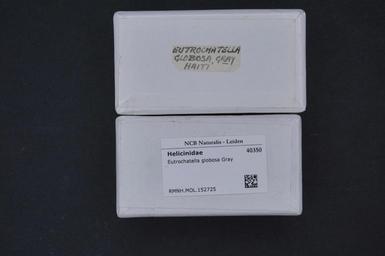 EUTROCHATELLA
GLOBOSA, GRAY
HAITI
NCB Naturalis - Leiden
Helicinidae 40350
Eutrochatella globosa Gray
RMNH.MOL.152725